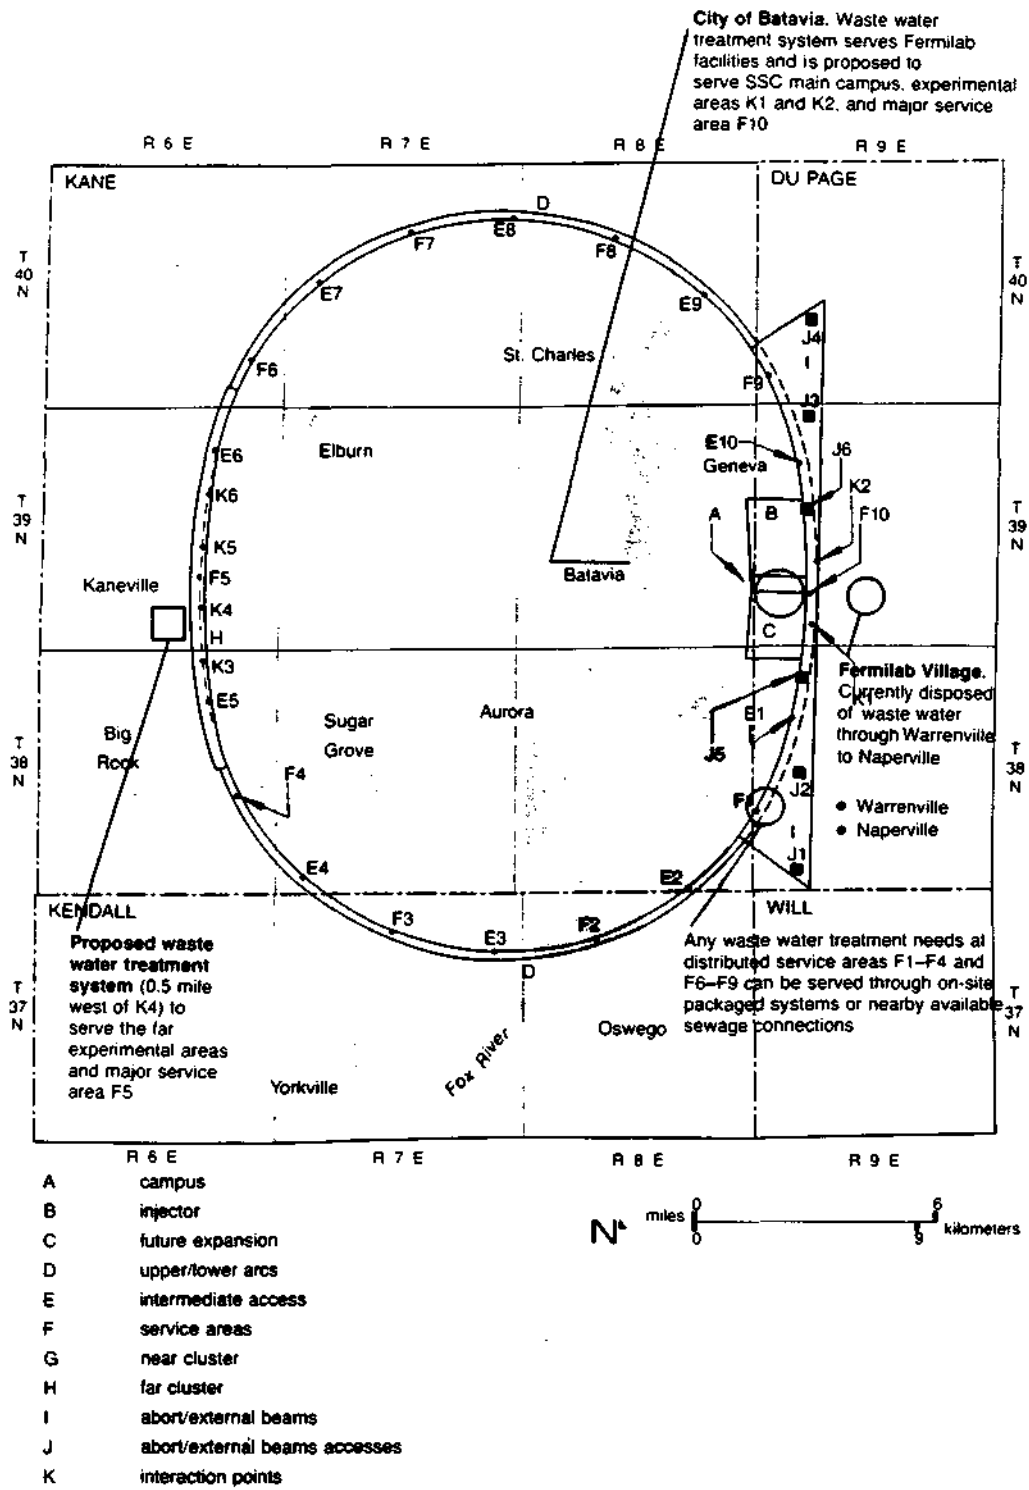 City of Batavia. Waste water
treatment system serves Fermilab
facilities and is proposed to
serve SSC main campus, experimental
areas K1 and K2, and major service
area F10
R 6 E
R 7 E
R 8 E
R 9 E
KANE
DU PAGE
D
E8
F7
F8
T
40
N
T
40
N
E7
E9
J4
I
St. Charles
F6
F9
J3
E10
Geneva
J6
Elburn
E6
K2
K6
T
39
N
A
B
F10
T
39
N
K5
Batavia
F5
Kaneville
K4
H
C
K3
Fermilab Village.
Currently disposed
of waste water
through Warrenville
to Naperville
K1
E5
Sugar
Grove
Aurora
E1
Big
Rock
T
38
N
J5
T
38
N
F4
J2
F1
Warrenville
Naperville
I
J1
E4
E2
KENDALL
WILL
F3
F2
E3
D
Proposed waste
water treatment
system (0.5 mile
west of K4) to
serve the far
experimental areas
and major service
area F5
Any waste water treatment needs at
distributed service areas F1–F4 and
F6–F9 can be served through on-site
packaged systems or nearby available
sewage connections
T
37
N
T
37
N
Oswego
Fox River
Yorkville
R 6 E
R 7 E
R 8 E
R 9 E
A campus
B injector
C future expansion
D upper/lower arcs
E intermediate access
F service areas
G near cluster
H far cluster
I abort/external beams
J abort/external beams accesses
K interaction points
N
miles 0 6
0 9 kilometers